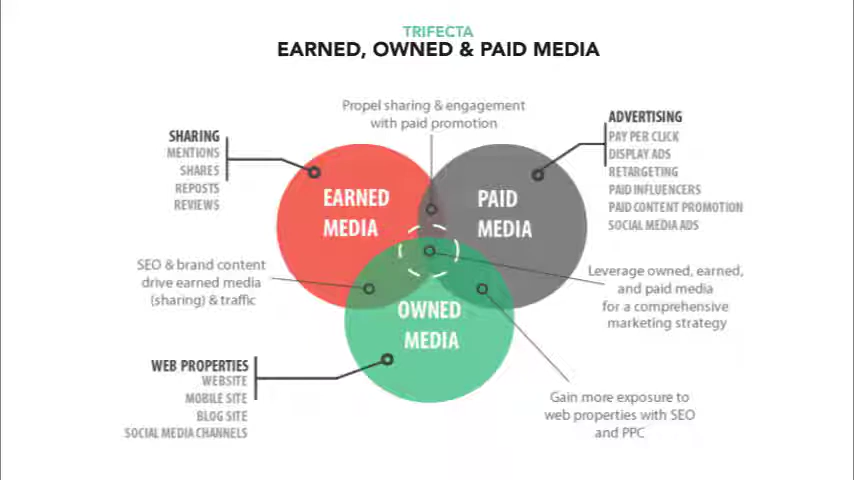 TRIFECTA
EARNED, OWNED & PAID MEDIA
Propel sharing & engagement
with paid promotion
SHARING
MENTIONS
SHARES
REPOSTS
REVIEWS
ADVERTISING
PAY PER CLICK
DISPLAY ADS
RETARGETING
PAID INFLUENCERS
PAID CONTENT PROMOTION
SOCIAL MEDIA ADS
EARNED
MEDIA
PAID
MEDIA
SEO & brand content
drive earned media
(sharing) & traffic
Leverage owned, earned,
and paid media
for a comprehensive
marketing strategy
OWNED
MEDIA
WEB PROPERTIES
WEBSITE
MOBILE SITE
BLOG SITE
SOCIAL MEDIA CHANNELS
Gain more exposure to
web properties with SEO
and PPC